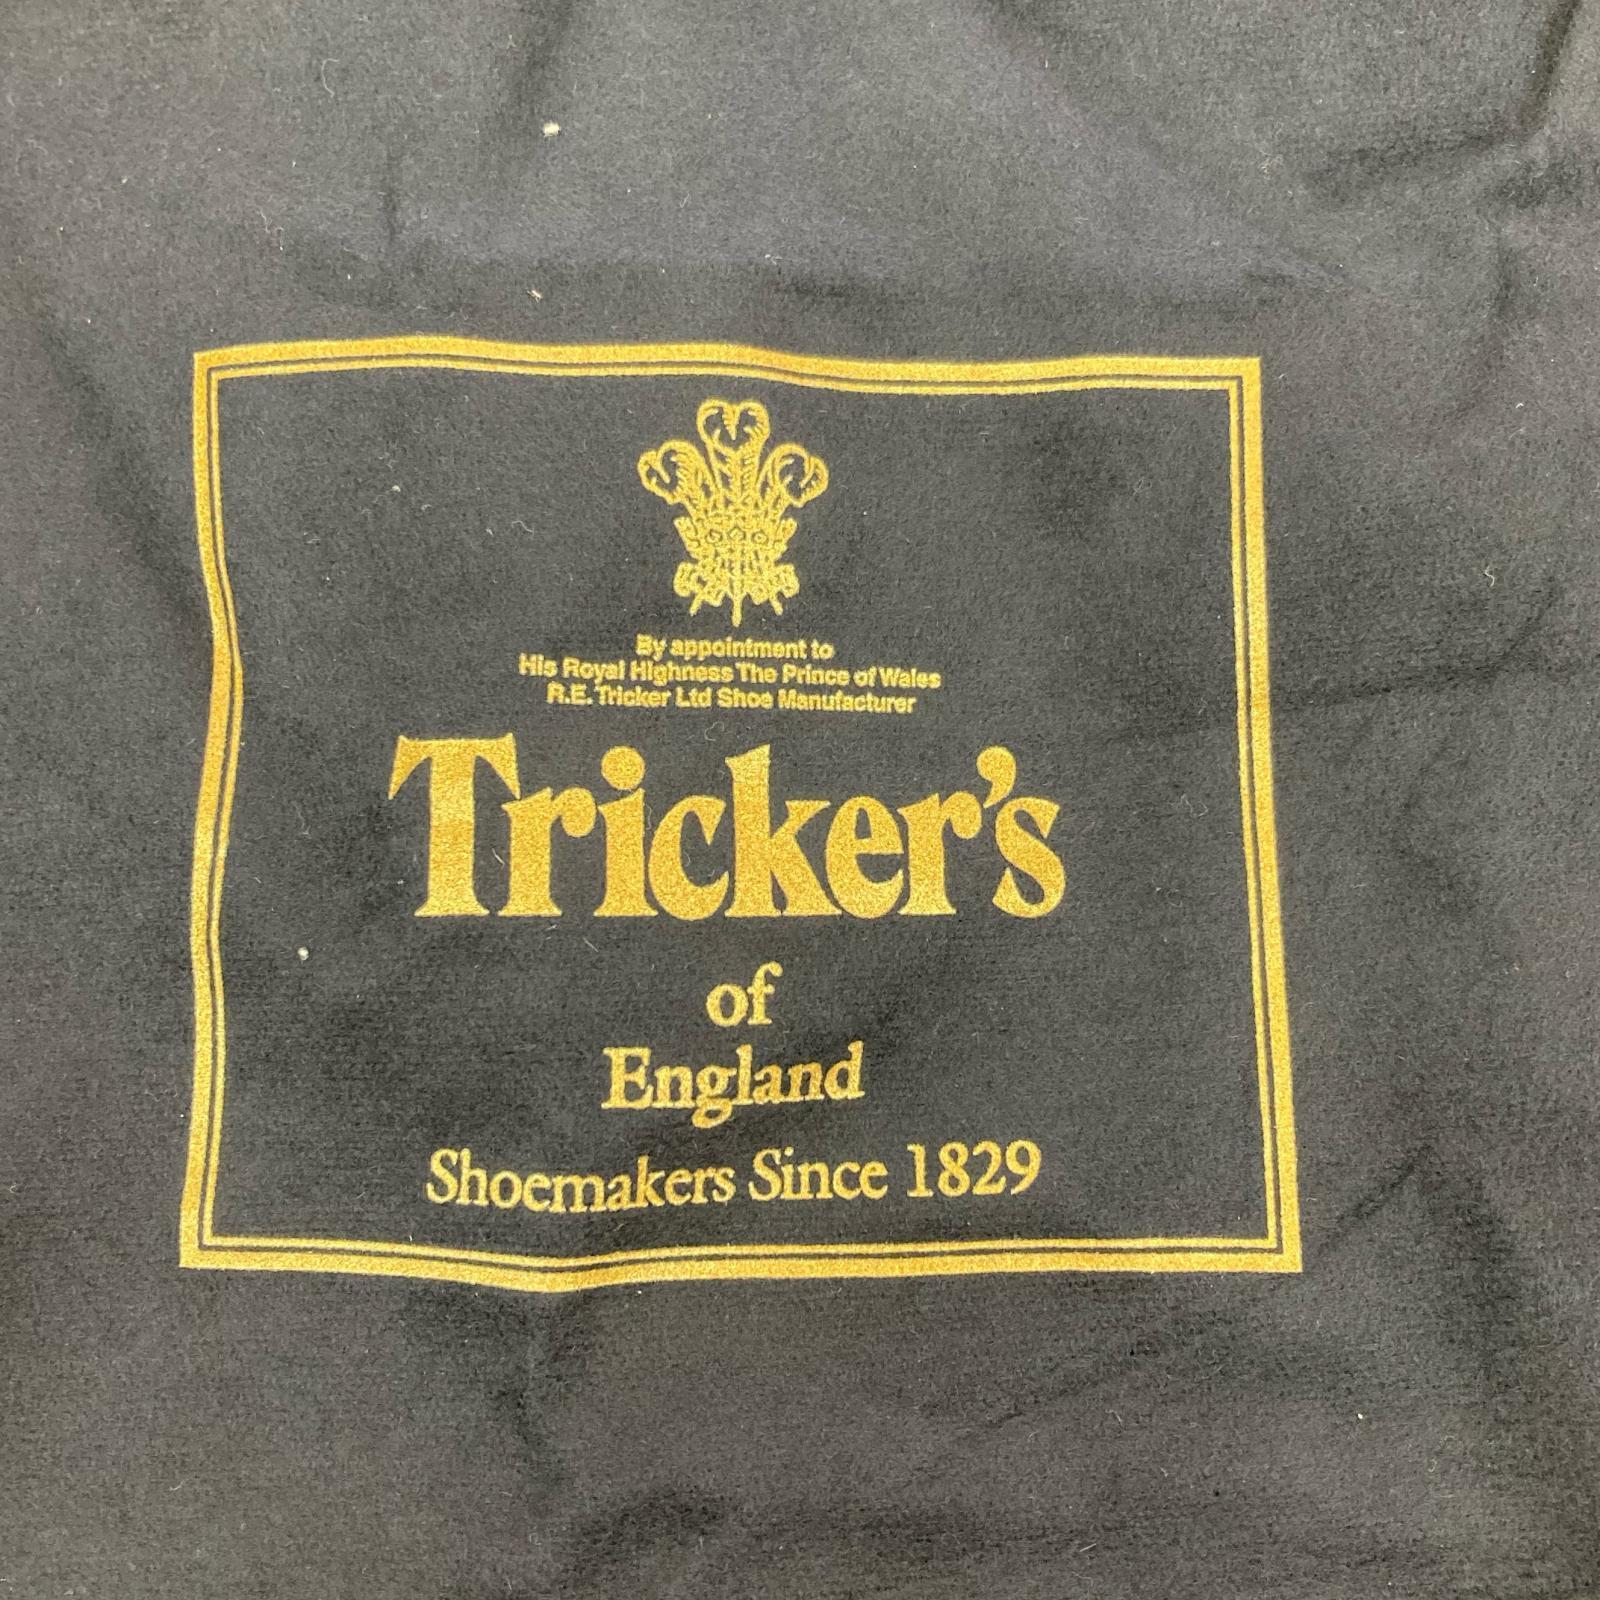 By appointment to
His Royal Highness The Prince of Wales
R.E. Tricker Ltd Shoe Manufacturer
Tricker's
of
England
Shoemakers Since 1829